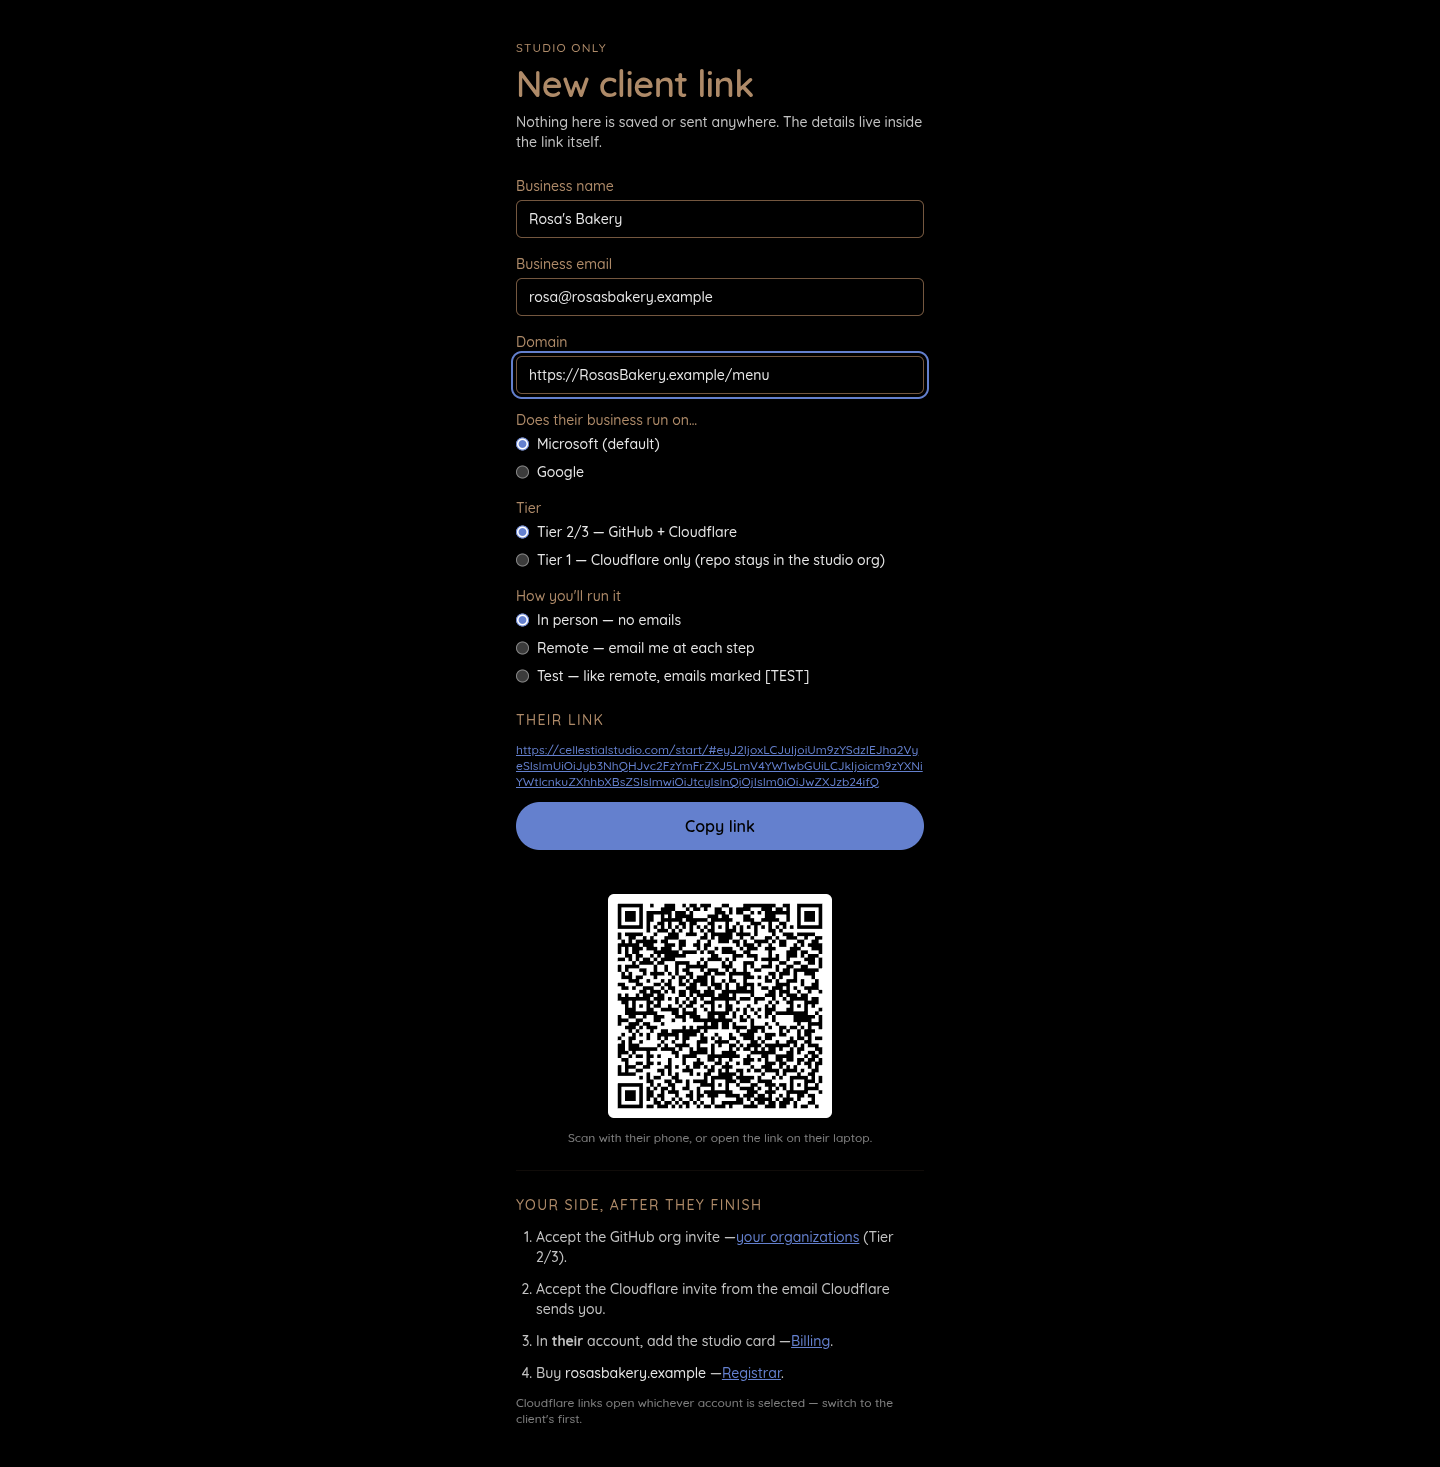 STUDIO ONLY
New client link
Nothing here is saved or sent anywhere. The details live inside
the link itself.
Business name
Rosa's Bakery
Business email
rosa@rosasbakery.example
Domain
https://RosasBakery.example/menu
Does their business run on...
Microsoft (default)
Google
Tier
Tier 2/3 — GitHub + Cloudflare
Tier 1 — Cloudflare only (repo stays in the studio org)
How you'll run it
In person — no emails
Remote — email me at each step
Test — like remote, emails marked [TEST]
THEIR LINK
https://cellestialstudio.com/start/#eyJ2IjoxLCJuIjoiUm9zYSdzIEJha2Vy
eSIsImUiOiJyb3NhQHJvc2FzYmFrZXJ5LmV4YW1wbGUiLCJkIjoicm9zYXNi
YWtlcnkuZXhhbXBsZSIsImwiOiJtcyIsInQiOjIsIm0iOiJwZXJzb24ifQ
Copy link
Scan with their phone, or open the link on their laptop.
YOUR SIDE, AFTER THEY FINISH
1. Accept the GitHub org invite —your organizations (Tier
2/3).
2. Accept the Cloudflare invite from the email Cloudflare
sends you.
3. In their account, add the studio card —Billing.
4. Buy rosasbakery.example —Registrar.
Cloudflare links open whichever account is selected — switch to the
client's first.